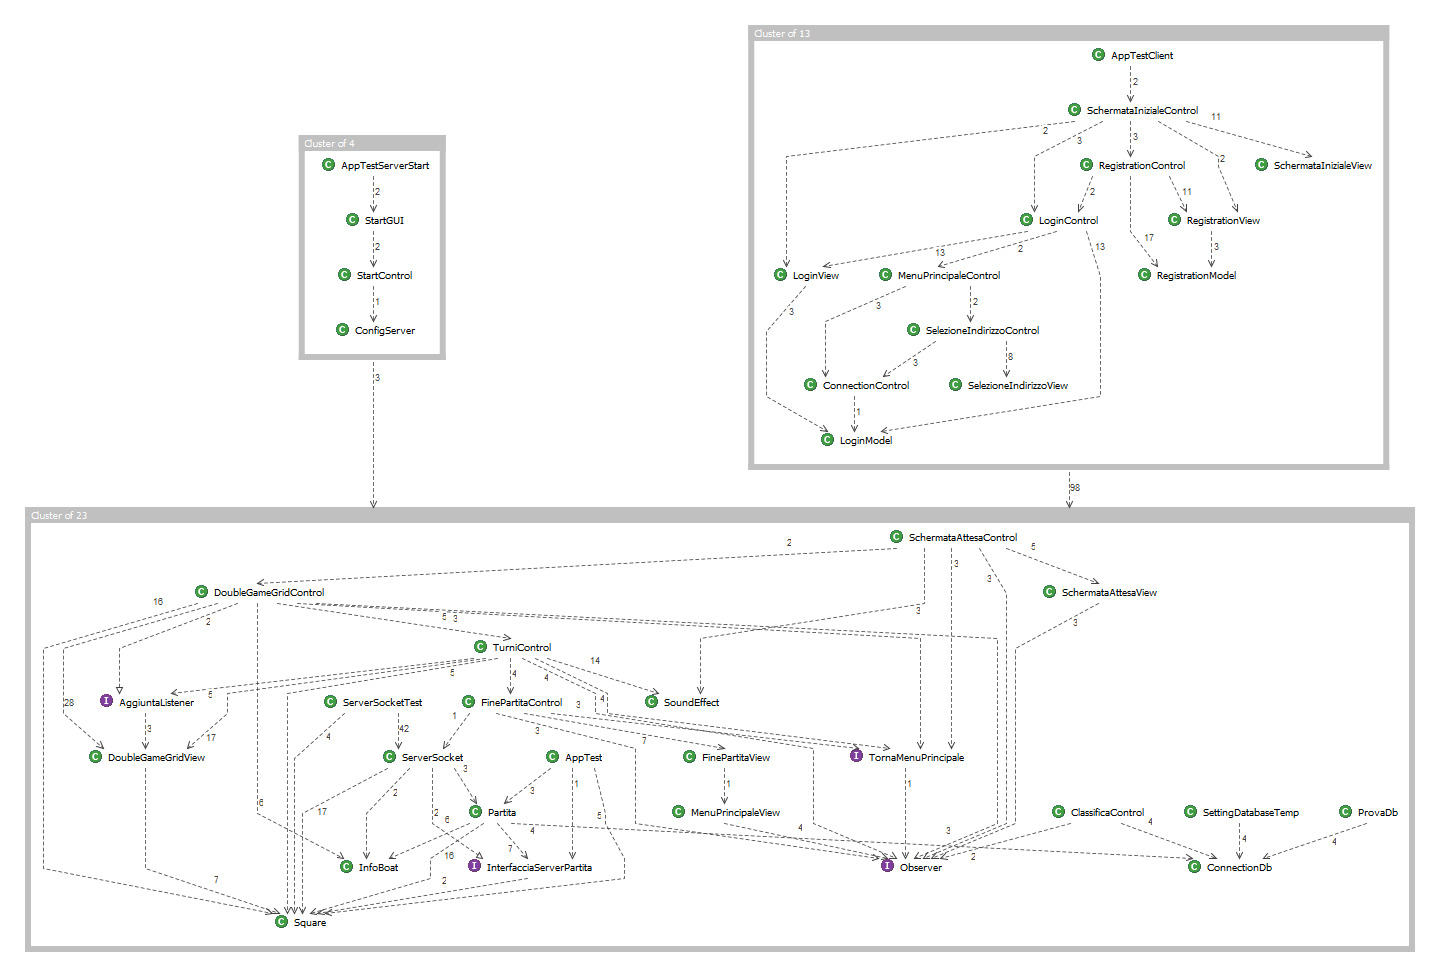 Cluster of 13
C AppTestClient
2
C SchermataInizialeControl
2 3 3 2 11
C RegistrationControl
C SchermataInizialeView
2 11
C LoginControl
C RegistrationView
13 2 13 17 3
C LoginView
C MenuPrincipaleControl
C RegistrationModel
3 3 2
C SelezioneIndirizzoControl
3 8
C ConnectionControl
C SelezioneIndirizzoView
1
C LoginModel
98
Cluster of 4
C AppTestServerStart
2
C StartGUI
2
C StartControl
1
C ConfigServer
3
Cluster of 23
C SchermataAttesaControl
2 3 3 3 5
C DoubleGameGridControl
C SchermataAttesaView
16 2 5 3 3
C TurniControl
28 5 5 4 4 14 4 3
I AggiuntaListener
C ServerSocketTest
C FinePartitaControl
C SoundEffect
3 17 4 42 1 3 7
C DoubleGameGridView
C ServerSocket
C AppTest
C FinePartitaView
I TornaMenuPrincipale
6 17 2 2 3 3 1 1 1
C Partita
C MenuPrincipaleView
C ClassificaControl
C SettingDatabaseTemp
C ProvaDb
6 16 7 4 5 4 3 2 4 4 4
C InfoBoat
I InterfacciaServerPartita
I Observer
C ConnectionDb
7 2
C Square